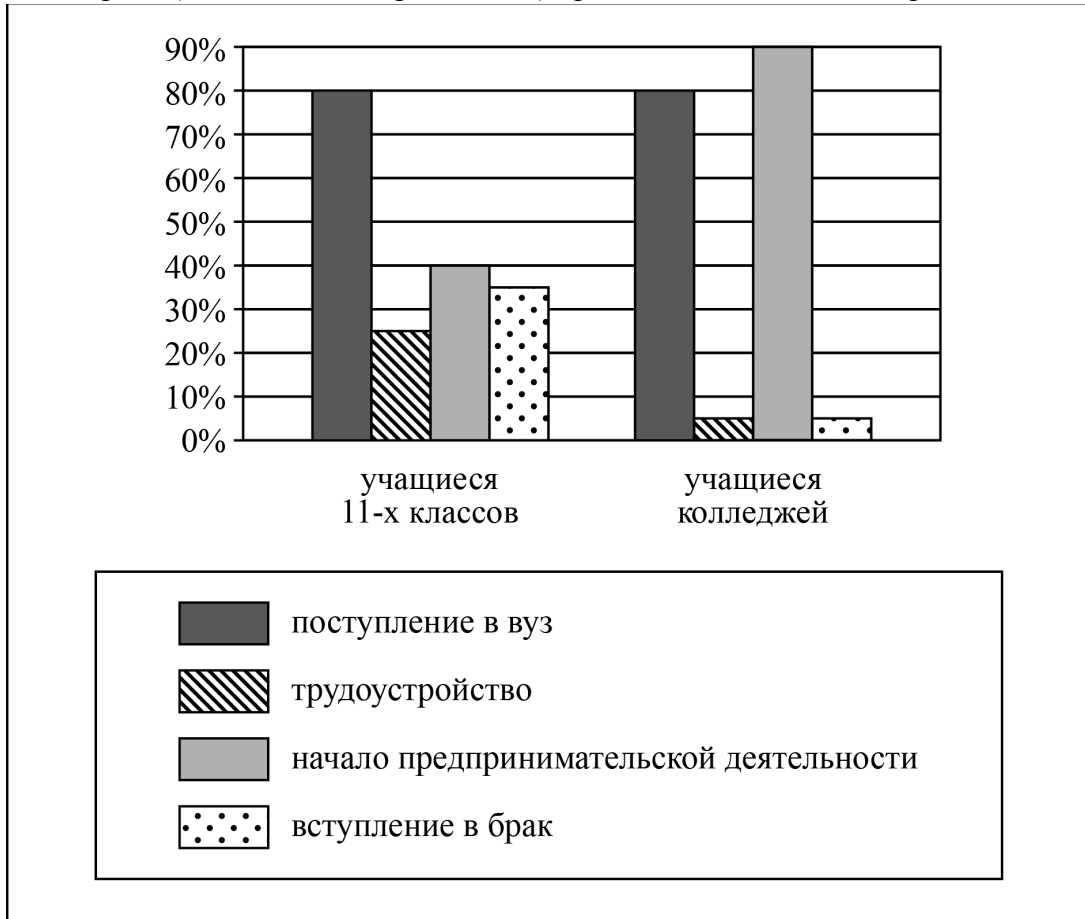 90%
80%
70%
60%
50%
40%
30%
20%
10%
0%
учащиеся
11-х классов
учащиеся
колледжей
поступление в вуз
трудоустройство
начало предпринимательской деятельности
вступление в брак